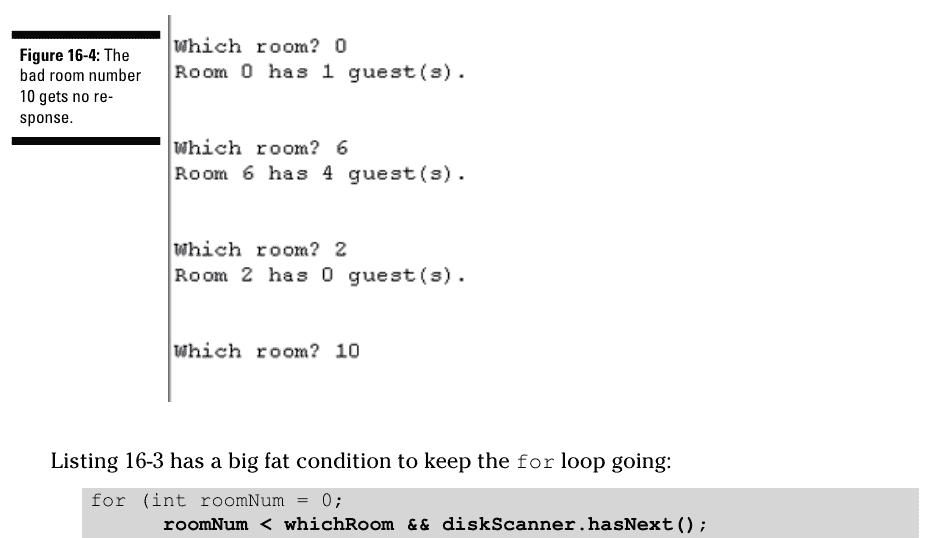 Figure 16-4: The
bad room number
10 gets no re-
sponse.
Which room? 0
Room 0 has 1 guest(s).
Which room? 6
Room 6 has 4 guest(s).
Which room? 2
Room 2 has 0 guest(s).
Which room? 10
Listing 16-3 has a big fat condition to keep the for loop going:
for (int roomNum = 0;
roomNum < whichRoom && diskScanner.hasNext();